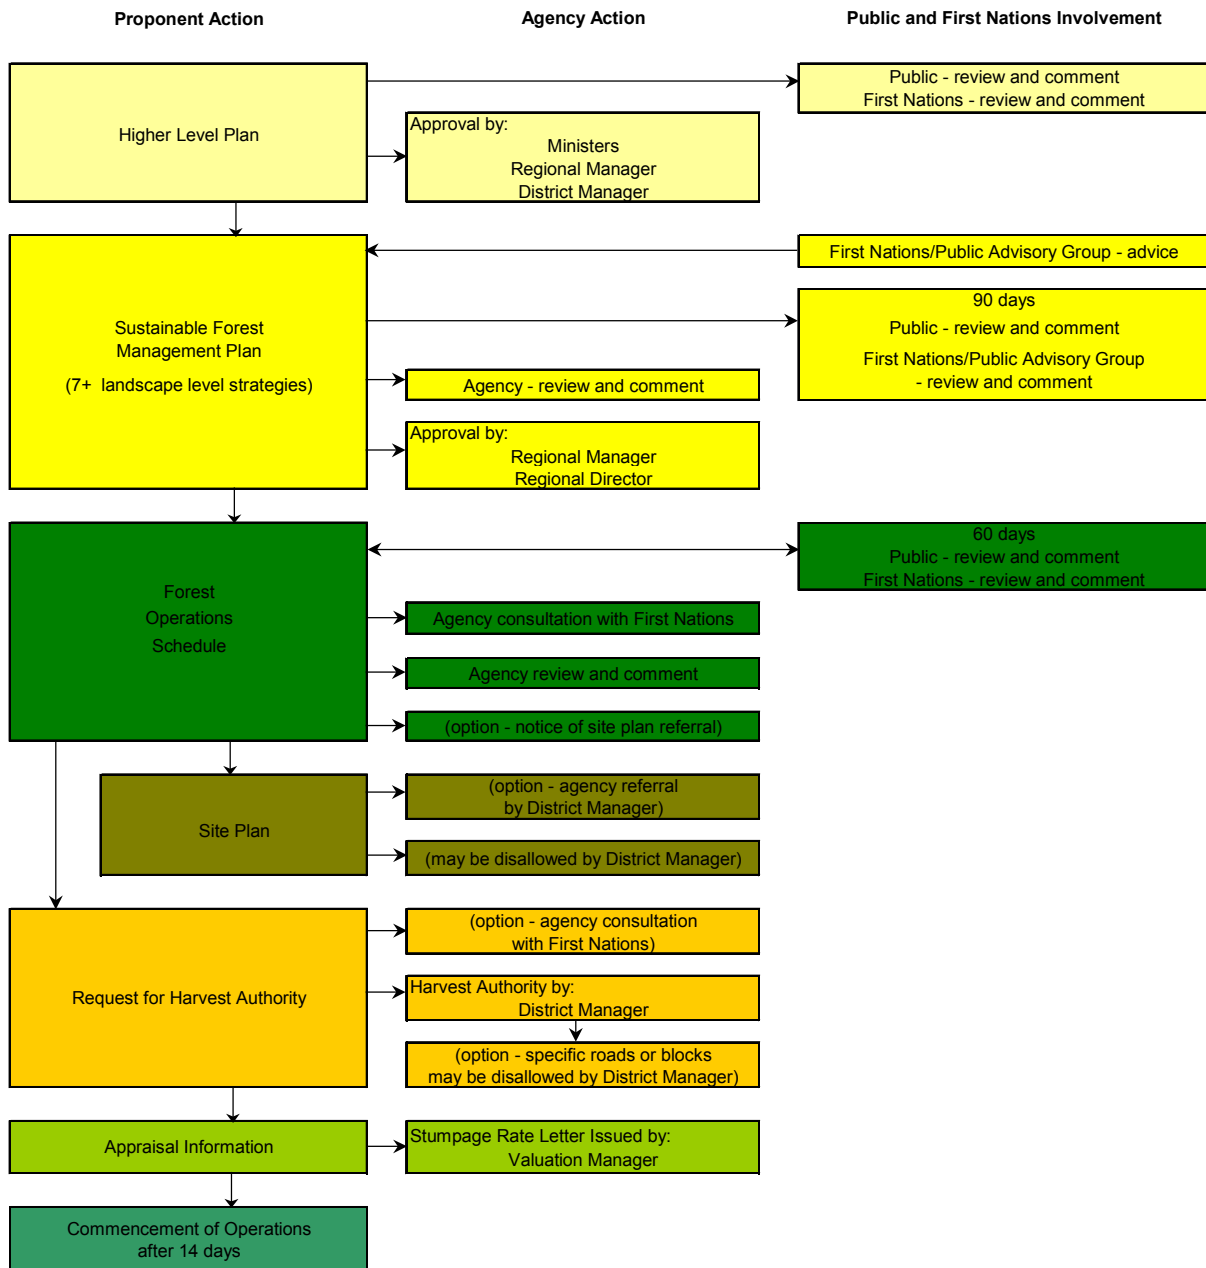 Proponent Action
Agency Action
Public and First Nations Involvement
Higher Level Plan
Public - review and comment
First Nations - review and comment
Approval by:
Ministers
Regional Manager
District Manager
Sustainable Forest
Management Plan
(7+ landscape level strategies)
First Nations/Public Advisory Group - advice
90 days
Public - review and comment
First Nations/Public Advisory Group
- review and comment
Agency - review and comment
Approval by:
Regional Manager
Regional Director
Forest
Operations
Schedule
60 days
Public - review and comment
First Nations - review and comment
Agency consultation with First Nations
Agency review and comment
(option - notice of site plan referral)
Site Plan
(option - agency referral
by District Manager)
(may be disallowed by District Manager)
Request for Harvest Authority
(option - agency consultation
with First Nations)
Harvest Authority by:
District Manager
(option - specific roads or blocks
may be disallowed by District Manager)
Appraisal Information
Stumpage Rate Letter Issued by:
Valuation Manager
Commencement of Operations
after 14 days